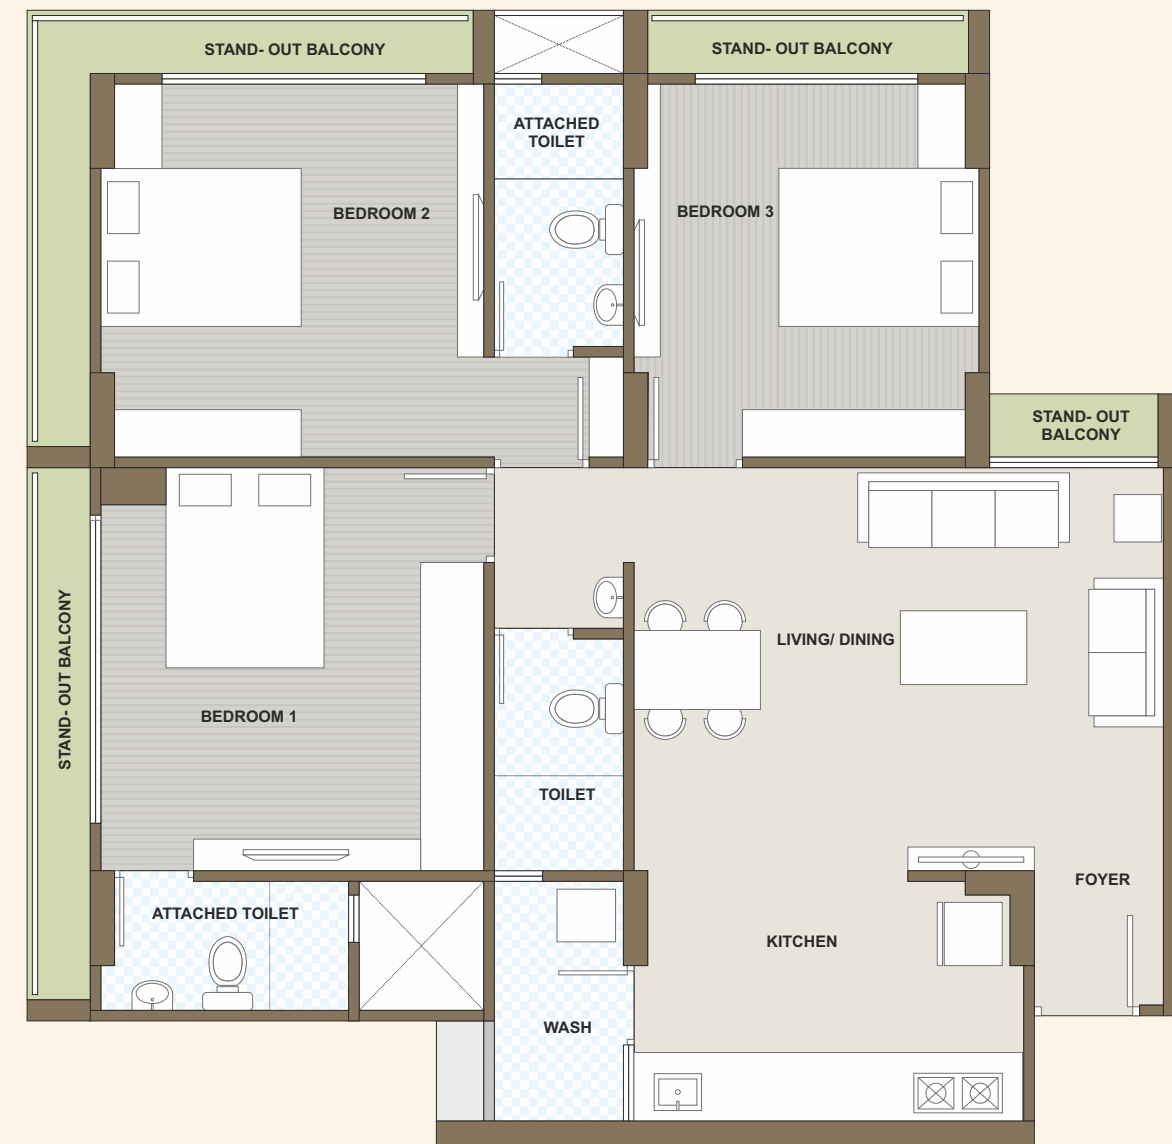 STAND- OUT BALCONY
STAND- OUT BALCONY
ATTACHED
TOILET
BEDROOM 2
BEDROOM 3
STAND- OUT
BALCONY
STAND- OUT BALCONY
LIVING/ DINING
BEDROOM 1
TOILET
FOYER
ATTACHED TOILET
KITCHEN
WASH